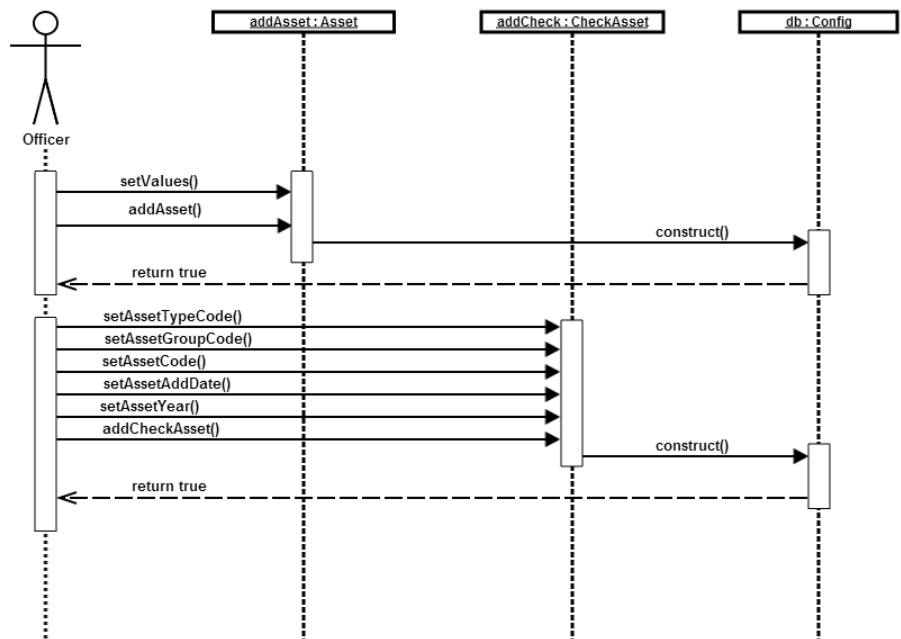 addAsset : Asset
addCheck : CheckAsset
db : Config
Officer
setValues()
addAsset()
construct()
return true
setAssetTypeCode()
setAssetGroupCode()
setAssetCode()
setAssetAddDate()
setAssetYear()
addCheckAsset()
construct()
return true